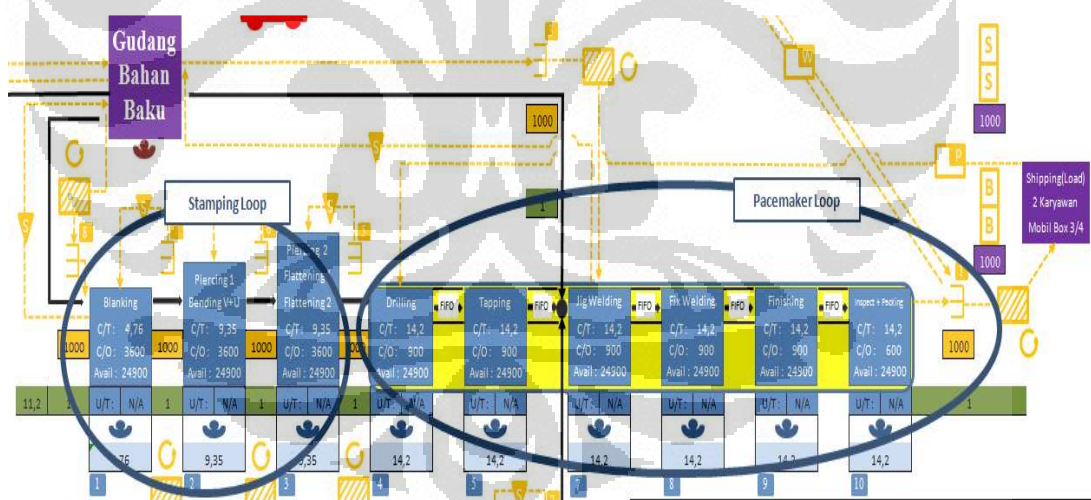 Gudang
Bahan
Baku
S
S
1000
B
B
1000
W
P
1000
1
S
S
Stamping Loop
Pacemaker Loop
Shipping(Load)
2 Karyawan
Mobil Box 3/4
Blanking
C/T: 4,76
C/O: 3600
Avail : 24900
Piercing 1
Bending V+U
C/T: 9,35
C/O: 3600
Avail : 24900
Piercing 2
Flattening
Flattening 2
C/T: 9,35
C/O: 3600
Avail : 24900
Drilling
C/T: 14,2
C/O: 900
Avail : 24900
FIFO
Tapping
C/T: 14,2
C/O: 900
Avail : 24900
FIFO
Jig Welding
C/T: 14,2
C/O: 900
Avail : 24900
FIFO
Fix Welding
C/T: 14,2
C/O: 900
Avail : 24900
FIFO
Finishing
C/T: 14,2
C/O: 900
Avail : 24900
FIFO
Inspect + Packing
C/T: 14,2
C/O: 600
Avail : 24900
1000
1000
1000
1000
11,2 1 U/T: N/A 1 U/T: N/A 1 U/T: N/A 1 U/T: N/A U/T: N/A U/T: N/A U/T: N/A U/T: N/A U/T: N/A 1
9,35 9,35 14,2 14,2 14,2 14,2 14,2 14,2
1 2 3 4 5 7 8 9 10